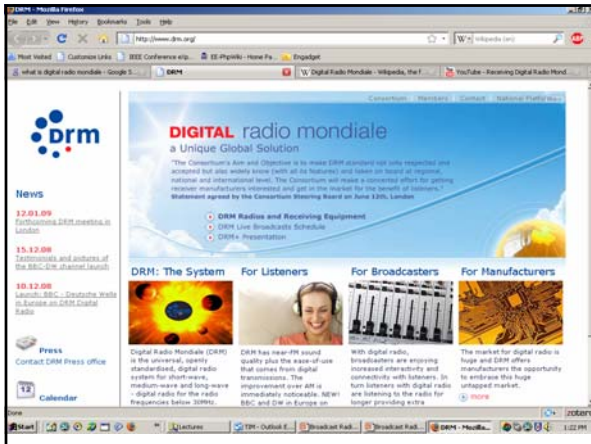 DRM - Mozilla Firefox
File Edit View History Bookmarks Tools Help
http://www.drm.org/
Wikipedia (en)
Most Visited Customize Links IEEE Conference Engadget
what is digital radio mondiale - Google S... DRM Digital Radio Mondiale - Wikipedia, the f... YouTube - Receiving Digital Radio Mond...
Consortium Members Contact National Platforms
Drm
DIGITAL radio mondiale
a Unique Global Solution
"The Consortium's Aim and Objective is to make DRM standard not only respected and
accepted but also widely know (with all its features) and taken on board at regional,
national and international level. The Consortium will make a concerted effort for getting
receiver manufacturers interested and get in the market for the benefit of listeners."
Statement agreed by the Consortium Steering Board on June 12th, London
DRM Radios and Receiving Equipment
DRM Live Broadcasts Schedule
DRM+ Presentation
News
12.01.09
Forthcoming DRM meeting in
London
15.12.08
Testimonials and pictures of
the BBC-DW channel launch
10.12.08
Launch: BBC - Deutsche Welle
in Europe on DRM Digital
Radio
Press
Contact DRM Press office
12
Calendar
DRM: The System
Digital Radio Mondiale (DRM)
is the universal, openly
standardised, digital radio
system for short-wave,
medium-wave and long-wave
- digital radio for the radio
frequencies below 30MHz.
For Listeners
DRM has near-FM sound
quality plus the ease-of-use
that comes from digital
transmissions. The
improvement over AM is
immediately noticeable. NEW!
BBC and DW in Europe on
For Broadcasters
With digital radio,
broadcasters are enjoying
increased interactivity and
connectivity with listeners. In
turn listeners with digital radio
are listening to the radio for
longer providing extra
For Manufacturers
The market for digital radio is
huge and DRM offers
manufacturers the opportunity
to embrace this huge
untapped market.
more
Done
zotero
Start Lectures TIM - Outlook E... Broadcast Radi... Broadcast Radi... DRM - Mozilla... 1:22 PM